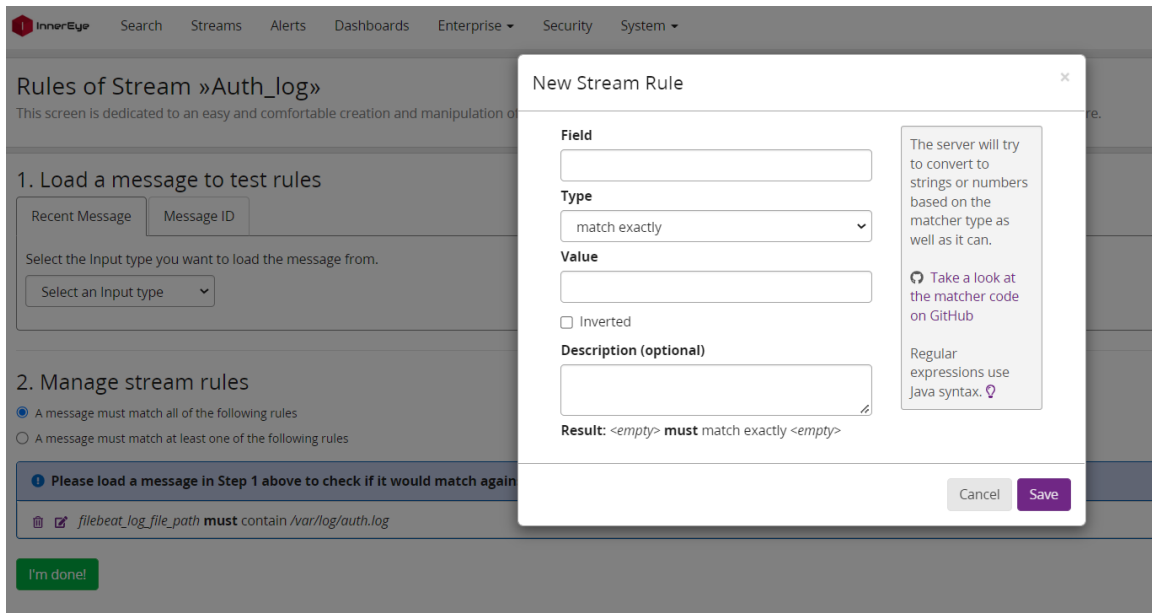 InnerEye Search Streams Alerts Dashboards Enterprise Security System
Rules of Stream »Auth_log»
This screen is dedicated to an easy and comfortable creation and manipulation of
re.
1. Load a message to test rules
Recent Message Message ID
Select the Input type you want to load the message from.
Select an Input type
2. Manage stream rules
A message must match all of the following rules
A message must match at least one of the following rules
Please load a message in Step 1 above to check if it would match again
filebeat_log_file_path must contain /var/log/auth.log
I'm done!
New Stream Rule ×
Field
Type
match exactly
Value
Inverted
Description (optional)
Result: <empty> must match exactly <empty>
The server will try
to convert to
strings or numbers
based on the
matcher type as
well as it can.
Take a look at
the matcher code
on GitHub
Regular
expressions use
Java syntax.
Cancel Save